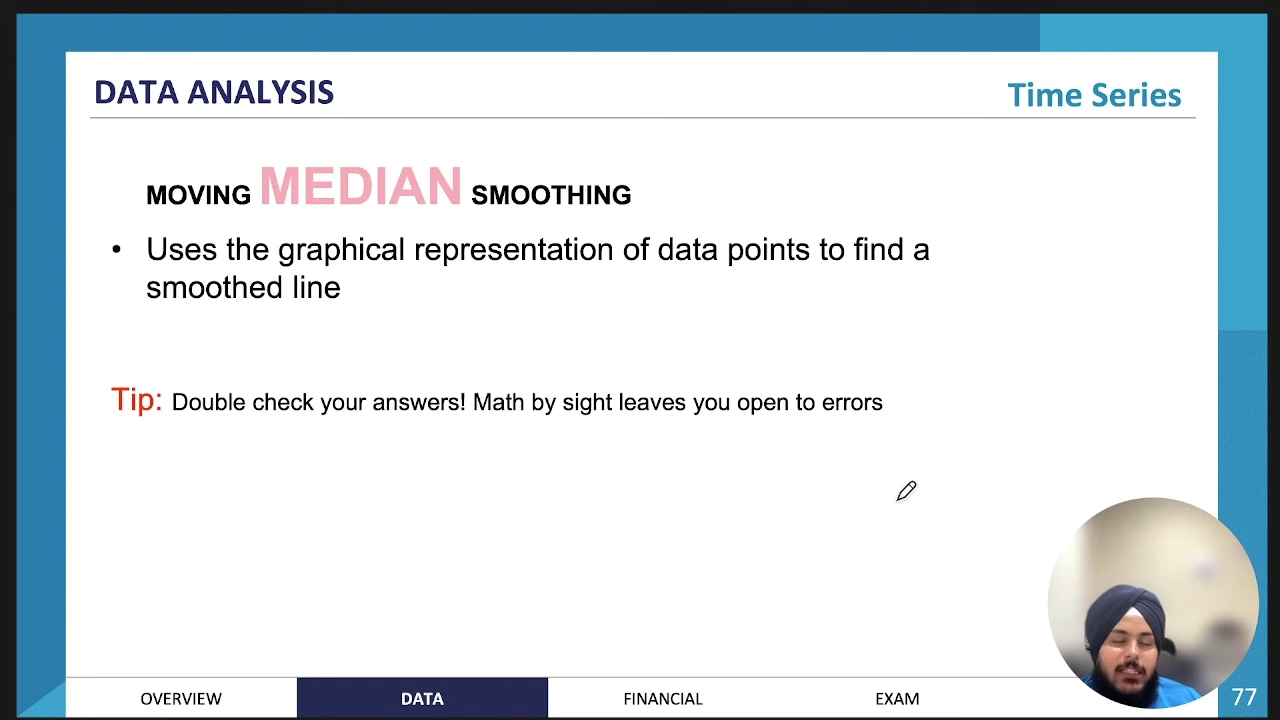 DATA ANALYSIS
Time Series
MOVING MEDIAN SMOOTHING
• Uses the graphical representation of data points to find a
smoothed line
Tip: Double check your answers! Math by sight leaves you open to errors
OVERVIEW
DATA
FINANCIAL
EXAM
77